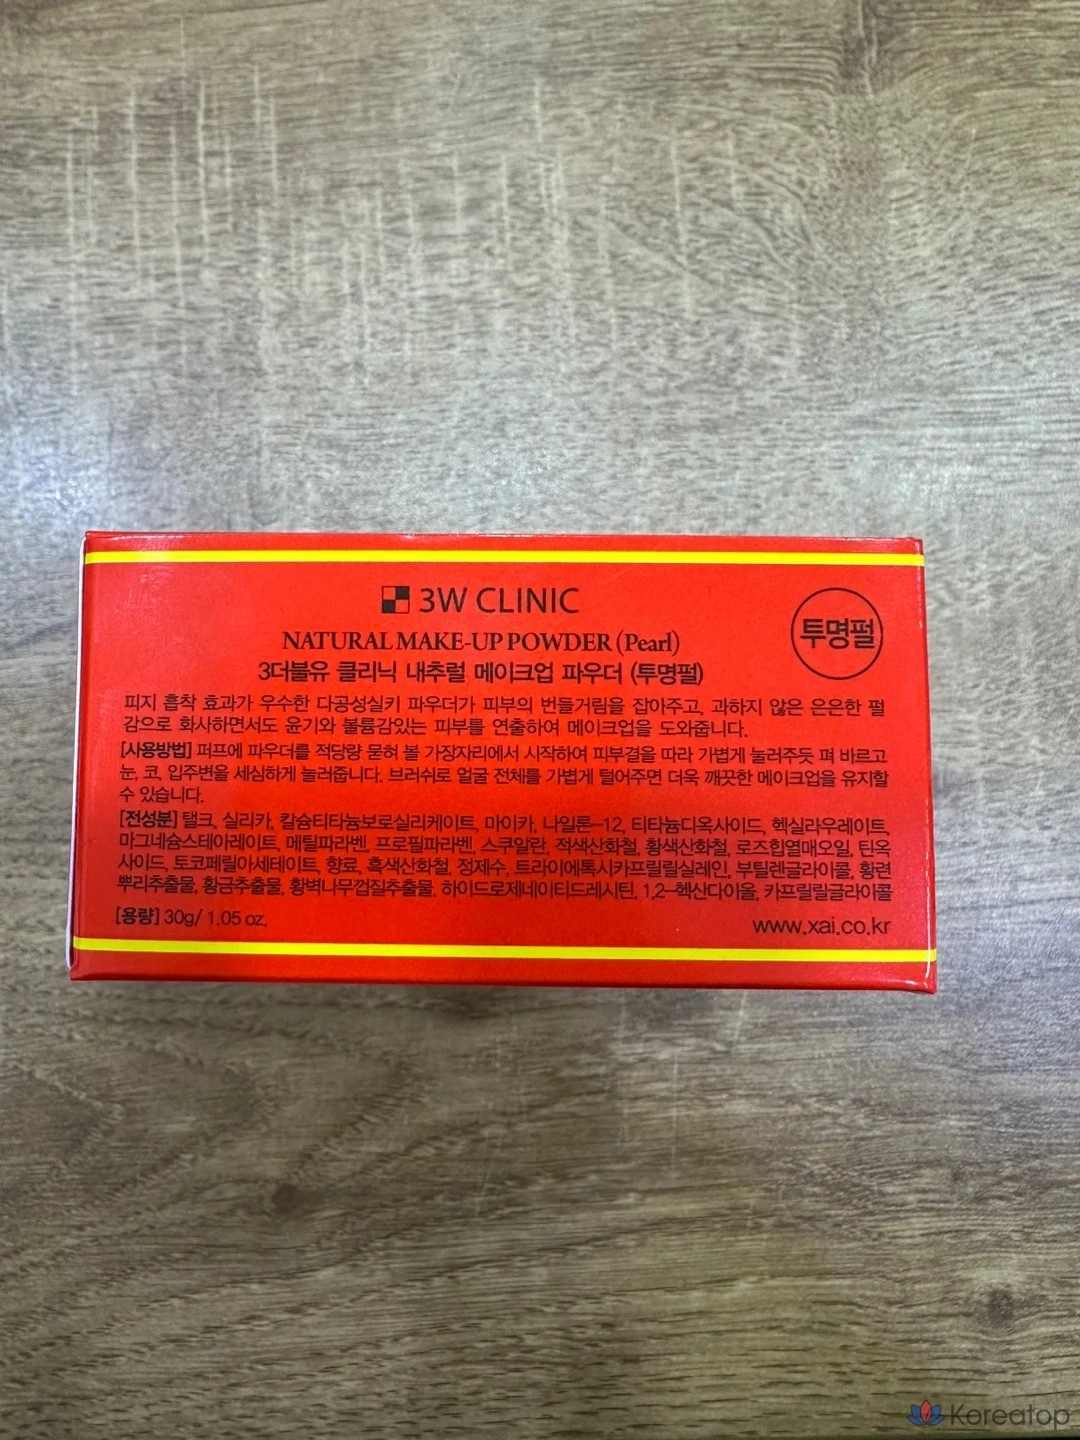 3W CLINIC
NATURAL MAKE-UP POWDER (Pearl)
3더블유 클리닉 내추럴 메이크업 파우더 (투명펄)
투명펄
피지 흡착 효과가 우수한 다공성실키 파우더가 피부의 번들거림을 잡아주고, 과하지 않은 은은한 펄
감으로 화사하면서도 윤기와 볼륨감있는 피부를 연출하여 메이크업을 도와줍니다.
[사용방법] 퍼프에 파우더를 적당량 묻혀 볼 가장자리에서 시작하여 피부결을 따라 가볍게 눌러주듯 펴 바르고
눈, 코, 입주변을 세심하게 눌러줍니다. 브러쉬로 얼굴 전체를 가볍게 털어주면 더욱 깨끗한 메이크업을 유지할
수 있습니다.
[전성분] 탤크, 실리카, 칼슘티타늄보로실리케이트, 마이카, 나일론-12, 티타늄디옥사이드, 헥실라우레이트,
마그네슘스테아레이트, 메틸파라벤, 프로필파라벤, 스쿠알란, 적색산화철, 황색산화철, 로즈힙열매오일, 틴옥
사이드, 토코페릴아세테이트, 향료, 흑색산화철, 정제수, 트라이에톡시카프릴릴실레인, 부틸렌글라이콜, 황련
뿌리추출물, 황금추출물, 황벽나무껍질추출물, 하이드로제네이티드레시틴, 1,2-헥산다이올, 카프릴릴글라이콜
[용량] 30g/ 1.05 oz.
www.xai.co.kr
Koreatop